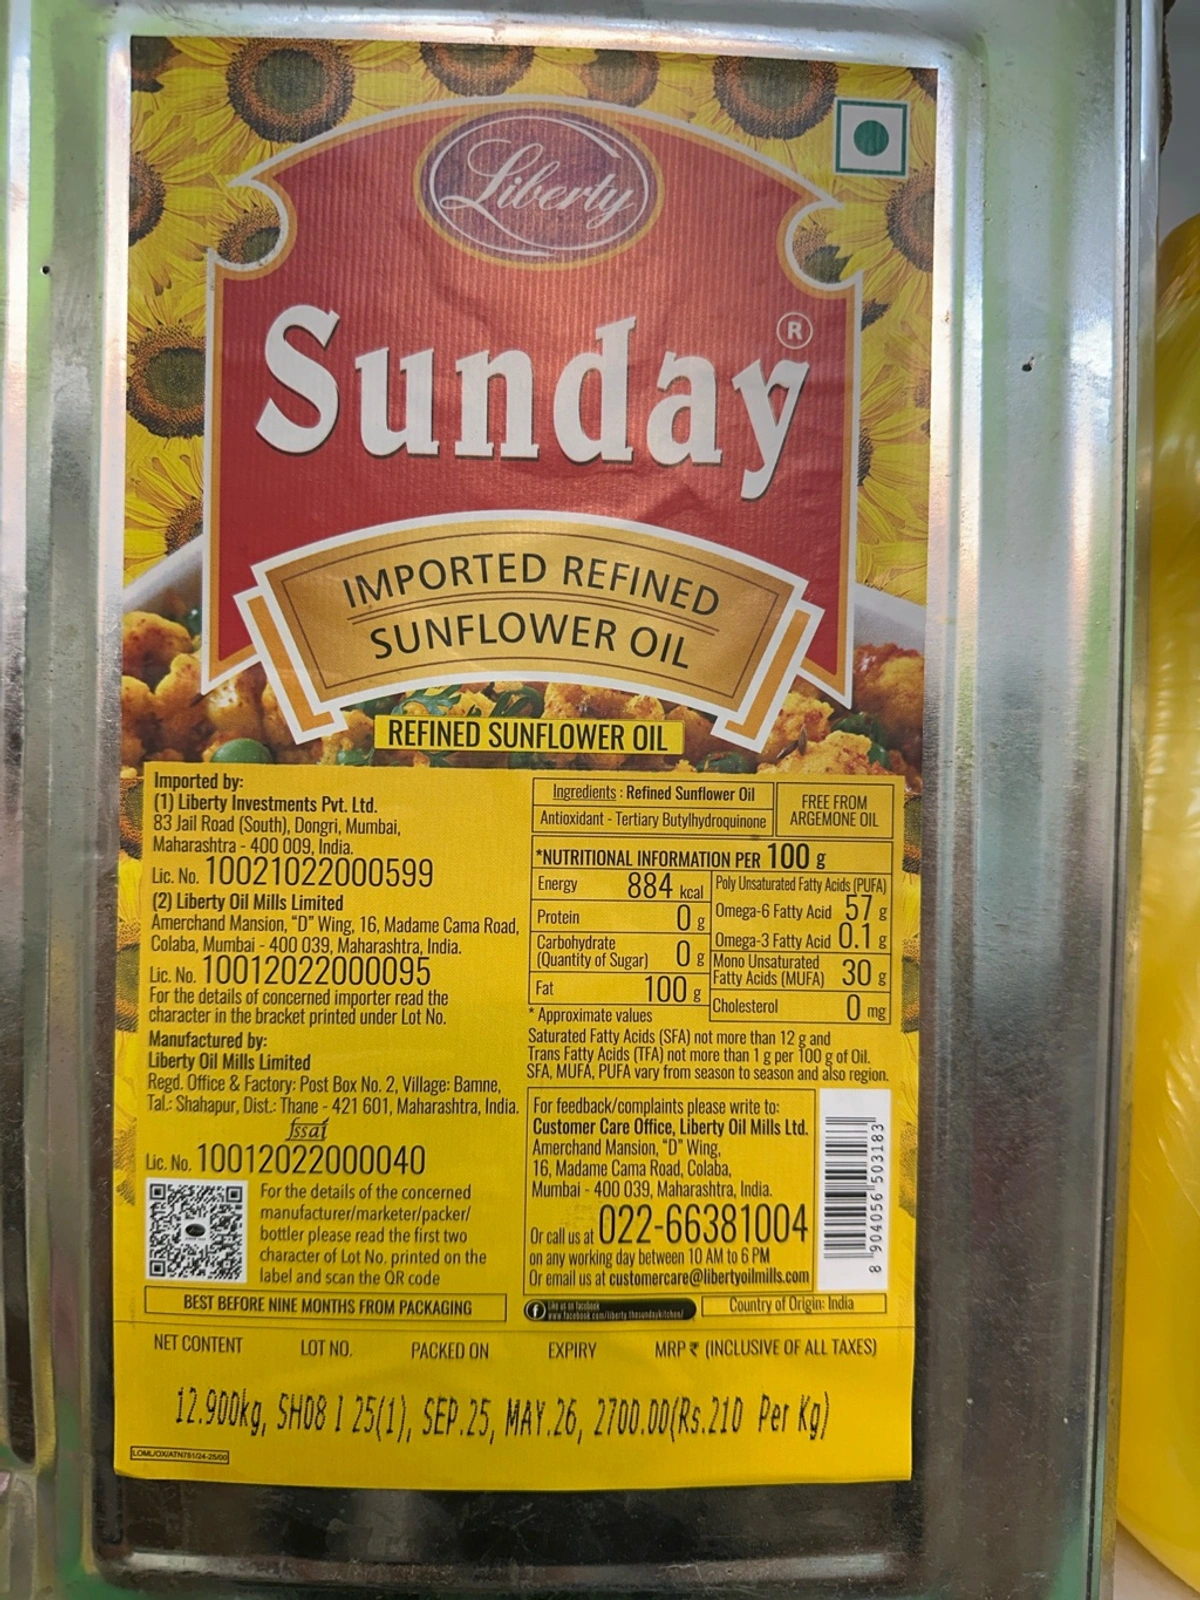 Liberty
Sunday®
IMPORTED REFINED
SUNFLOWER OIL
REFINED SUNFLOWER OIL
Imported by:
(1) Liberty Investments Pvt. Ltd.
83 Jail Road (South), Dongri, Mumbai,
Maharashtra - 400 009, India.
Lic. No. 10021022000599
(2) Liberty Oil Mills Limited
Amerchand Mansion, "D" Wing, 16, Madame Cama Road,
Colaba, Mumbai - 400 039, Maharashtra, India.
Lic. No. 10012022000095
For the details of concerned importer read the
character in the bracket printed under Lot No.
Manufactured by:
Liberty Oil Mills Limited
Regd. Office & Factory: Post Box No. 2, Village: Bamne,
Tal.: Shahapur, Dist.: Thane - 421 601, Maharashtra, India.
fssai
Lic. No. 10012022000040
For the details of the concerned
manufacturer/marketer/packer/
bottler please read the first two
character of Lot No. printed on the
label and scan the QR code
BEST BEFORE NINE MONTHS FROM PACKAGING
Ingredients : Refined Sunflower Oil
Antioxidant - Tertiary Butylhydroquinone
FREE FROM
ARGEMONE OIL
*NUTRITIONAL INFORMATION PER 100 g
Energy 884 kcal
Protein 0 g
Carbohydrate
(Quantity of Sugar) 0 g
Fat 100 g
Poly Unsaturated Fatty Acids (PUFA)
Omega-6 Fatty Acid 57 g
Omega-3 Fatty Acid 0.1 g
Mono Unsaturated
Fatty Acids (MUFA) 30 g
Cholesterol 0 mg
* Approximate values
Saturated Fatty Acids (SFA) not more than 12 g and
Trans Fatty Acids (TFA) not more than 1 g per 100 g of Oil.
SFA, MUFA, PUFA vary from season to season and also region.
For feedback/complaints please write to:
Customer Care Office, Liberty Oil Mills Ltd.
Amerchand Mansion, "D" Wing,
16, Madame Cama Road, Colaba,
Mumbai - 400 039, Maharashtra, India.
Or call us at 022-66381004
on any working day between 10 AM to 6 PM
Or email us at customercare@libertyoilmills.com
8 904056 503183
Like us on facebook
www.facebook.com/liberty.thesundaykitchen/
Country of Origin: India
NET CONTENT LOT NO. PACKED ON EXPIRY MRP ₹ (INCLUSIVE OF ALL TAXES)
12.900kg, SH08 I 25(1), SEP.25, MAY.26, 2700.00(Rs.210 Per Kg)
LOML/OX/ATN751/24-25/00